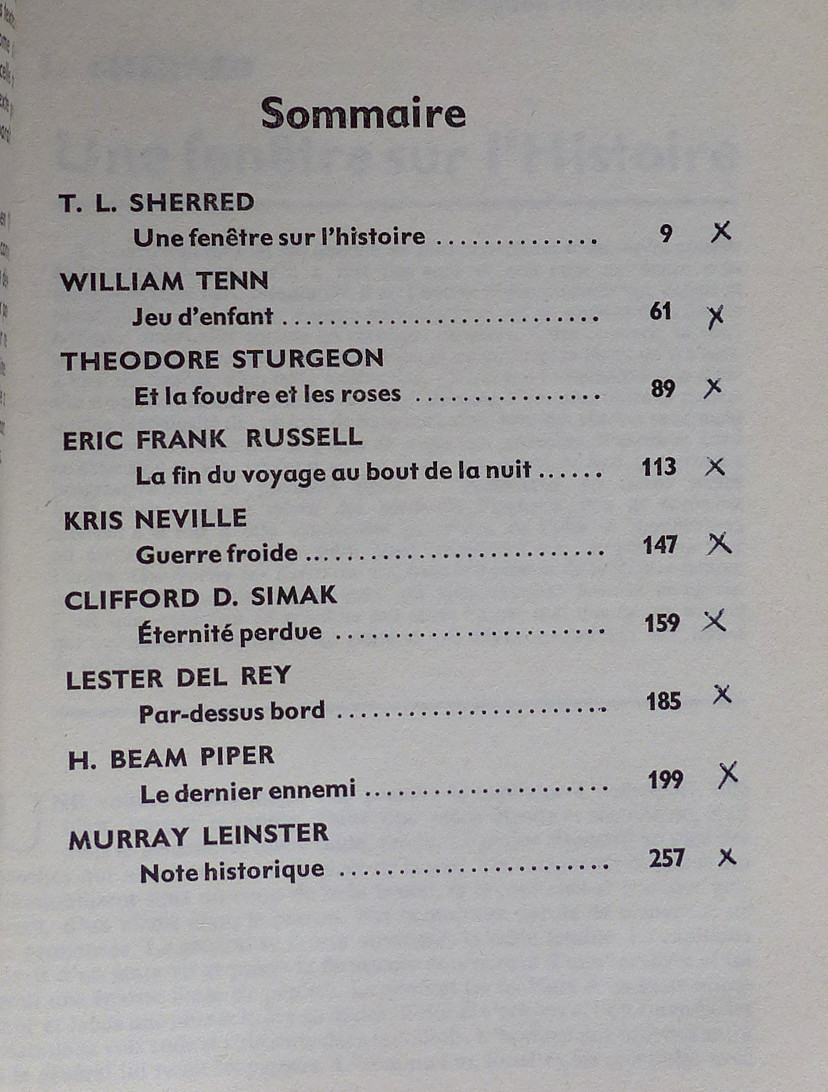 Sommaire
T. L. SHERRED
Une fenêtre sur l'histoire .............. 9 X
WILLIAM TENN
Jeu d'enfant ............................ 61 X
THEODORE STURGEON
Et la foudre et les roses ................ 89 X
ERIC FRANK RUSSELL
La fin du voyage au bout de la nuit ...... 113 X
KRIS NEVILLE
Guerre froide .......................... 147 X
CLIFFORD D. SIMAK
Éternité perdue ........................ 159 X
LESTER DEL REY
Par-dessus bord ........................ 185 X
H. BEAM PIPER
Le dernier ennemi ...................... 199 X
MURRAY LEINSTER
Note historique ........................ 257 X